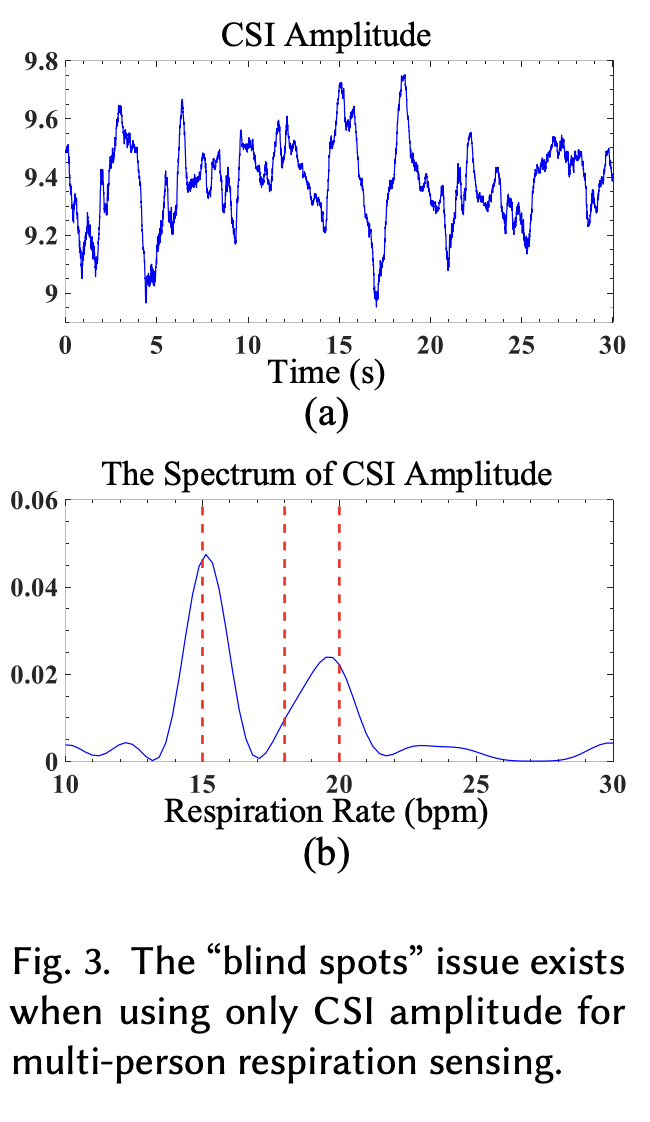 CSI Amplitude
9.8
9.6
9.4
9.2
9
0 5 10 15 20 25 30
Time (s)
(a)
The Spectrum of CSI Amplitude
0.06
0.04
0.02
0
10 15 20 25 30
Respiration Rate (bpm)
(b)
Fig. 3. The “blind spots” issue exists
when using only CSI amplitude for
multi-person respiration sensing.